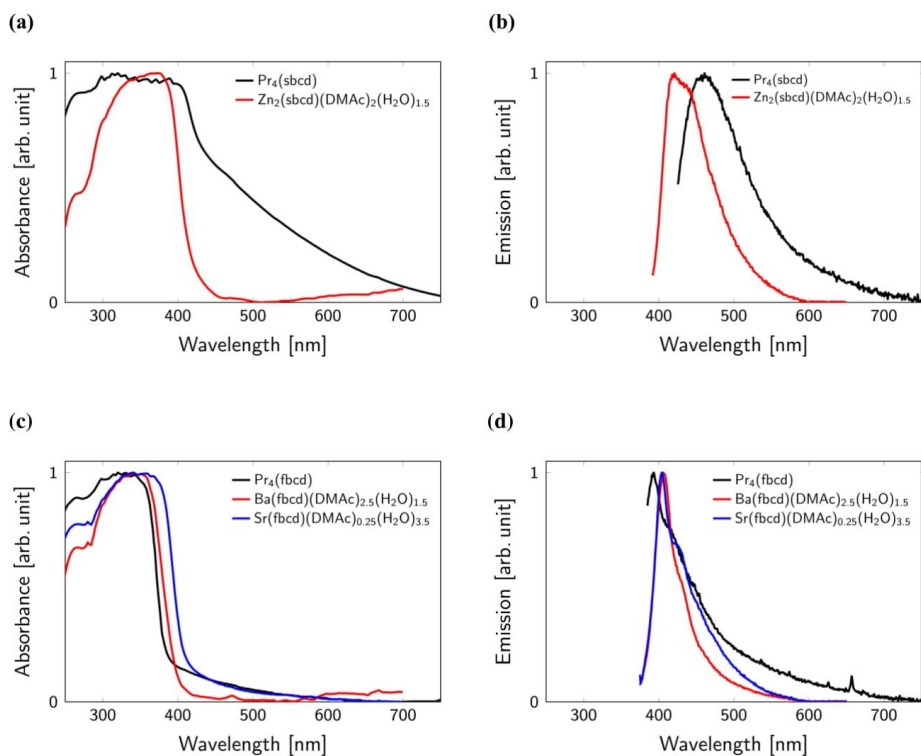 (a)
(b)
Absorbance [arb. unit]
1
0
Pr₄(sbcd)
Zn₂(sbcd)(DMAc)₂(H₂O)₁.₅
300 400 500 600 700
Wavelength [nm]
Emission [arb. unit]
1
0
Pr₄(sbcd)
Zn₂(sbcd)(DMAc)₂(H₂O)₁.₅
300 400 500 600 700
Wavelength [nm]
(c)
(d)
Absorbance [arb. unit]
1
0
Pr₄(fbcd)
Ba(fbcd)(DMAc)₂.₅(H₂O)₁.₅
Sr(fbcd)(DMAc)₀.₂₅(H₂O)₃.₅
300 400 500 600 700
Wavelength [nm]
Emission [arb. unit]
1
0
Pr₄(fbcd)
Ba(fbcd)(DMAc)₂.₅(H₂O)₁.₅
Sr(fbcd)(DMAc)₀.₂₅(H₂O)₃.₅
300 400 500 600 700
Wavelength [nm]